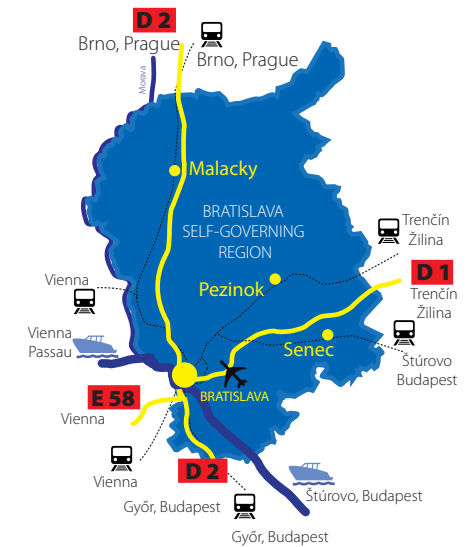 D 2
Brno, Prague
Brno, Prague
Morava
Malacky
BRATISLAVA
SELF-GOVERNING
REGION
Trenčín
Žilina
D 1
Trenčín
Žilina
Vienna
Pezinok
Vienna
Passau
Senec
Štúrovo
Budapest
E 58
Vienna
BRATISLAVA
Vienna
D 2
Győr, Budapest
Štúrovo, Budapest
Győr, Budapest